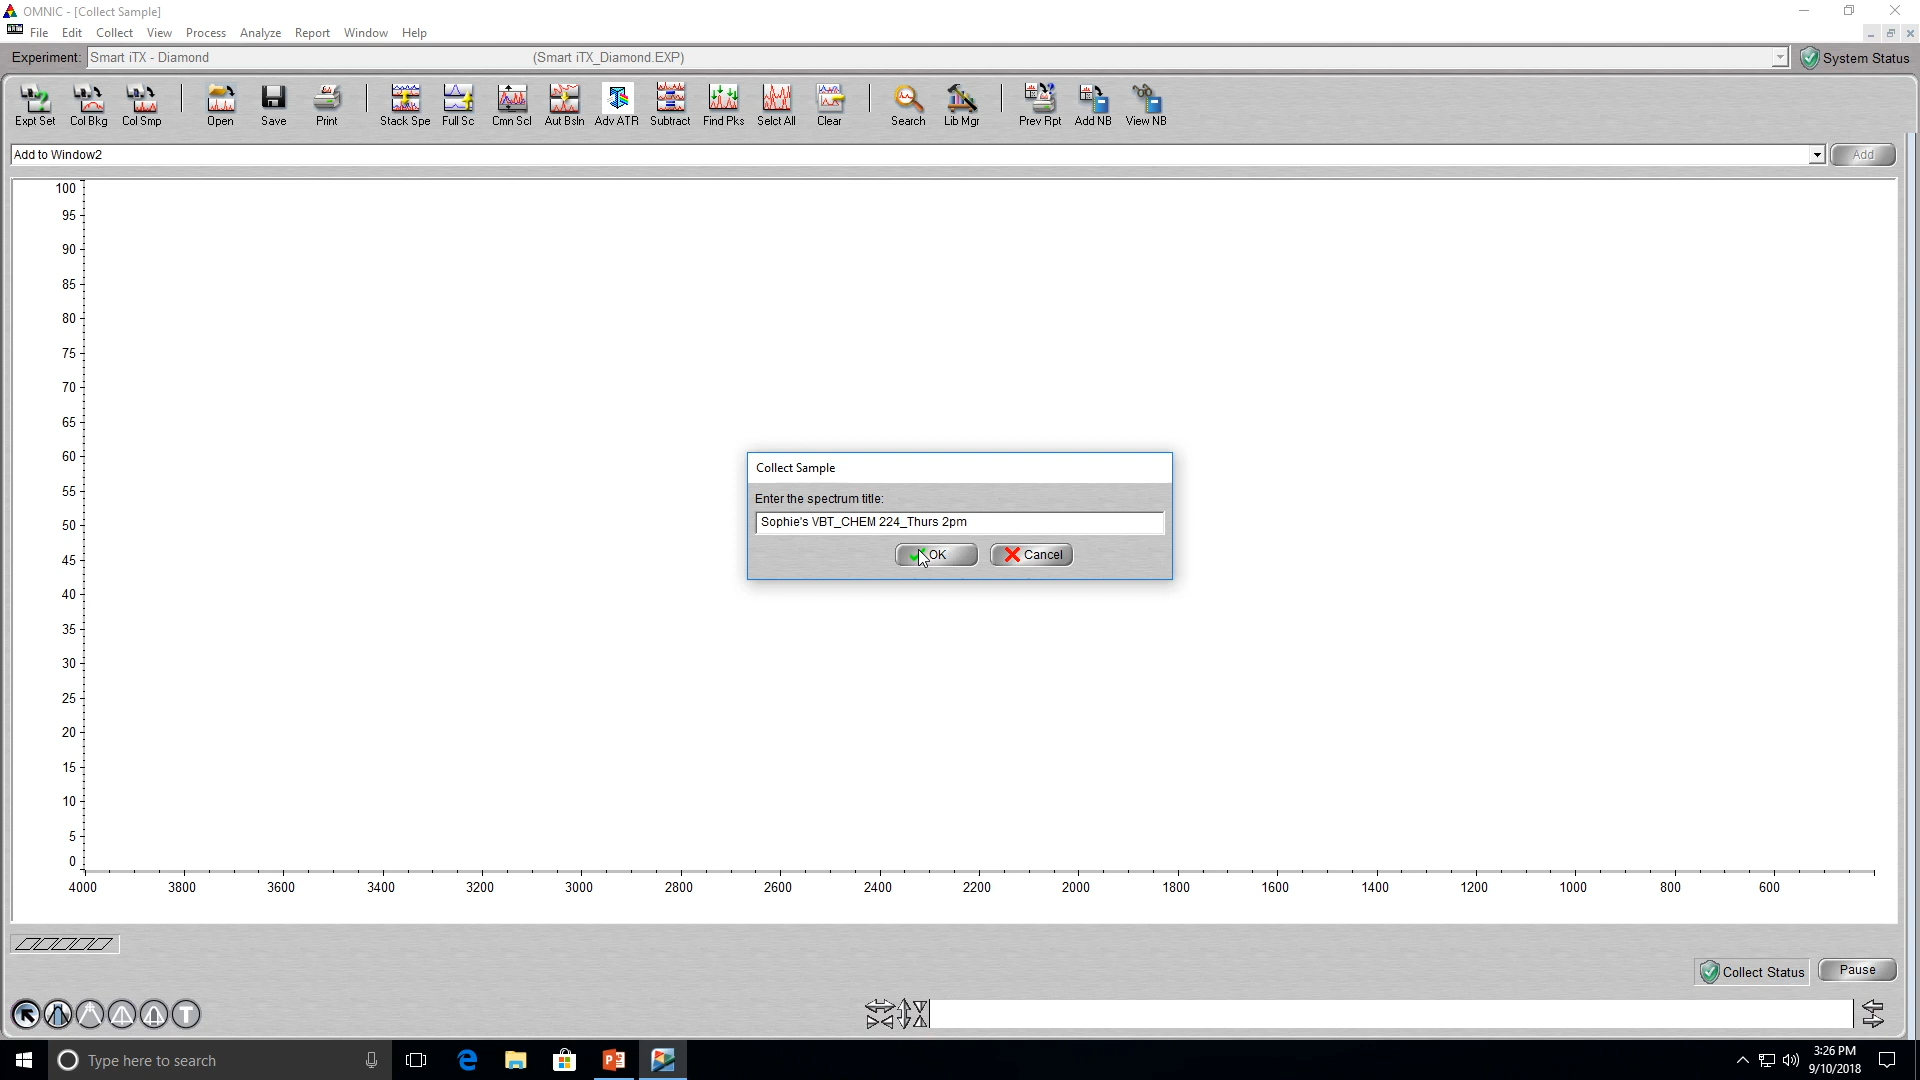 OMNIC - [Collect Sample]
File Edit Collect View Process Analyze Report Window Help
Experiment: Smart iTX - Diamond (Smart iTX_Diamond.EXP) System Status
Expt Set Col Bkg Col Smp Open Save Print Stack Spe Full Sc Cmn Scl Aut Bsln Adv ATR Subtract Find Pks Selct All Clear Search Lib Mgr Prev Rpt Add NB View NB
Add to Window2 Add
100
95
90
85
80
75
70
65
60
55
50
45
40
35
30
25
20
15
10
5
0
4000 3800 3600 3400 3200 3000 2800 2600 2400 2200 2000 1800 1600 1400 1200 1000 800 600
Collect Sample
Enter the spectrum title:
Sophie's VBT_CHEM 224_Thurs 2pm
OK Cancel
Collect Status Pause
T
Type here to search
3:26 PM
9/10/2018